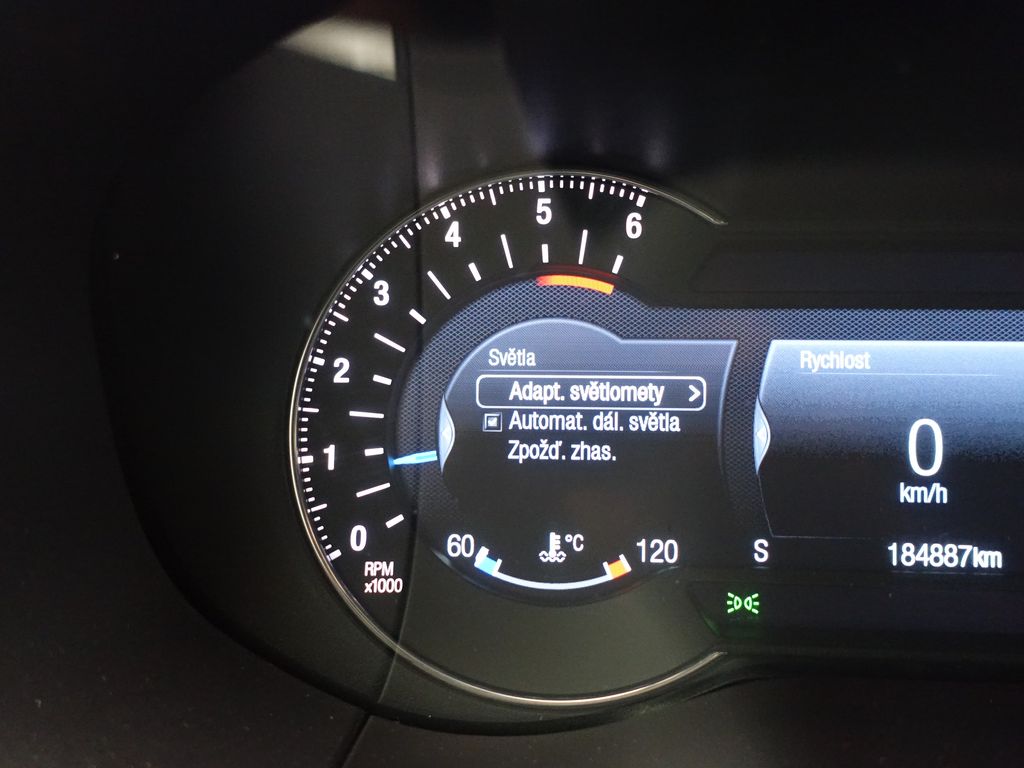 6
5
4
3
2
1
0
RPM
x1000
Světla
Adapt. světlomety >
Automat. dál. světla
Zpožď. zhas.
60 °C 120
Rychlost
0
km/h
S 184887km